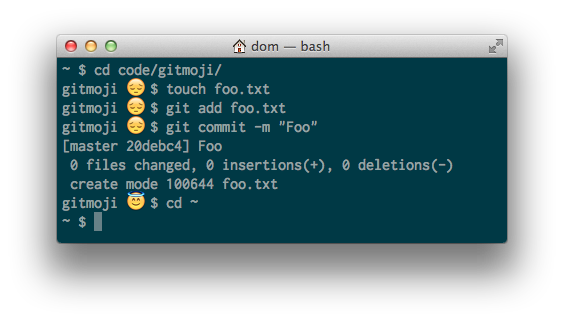 dom — bash
~ $ cd code/gitmoji/
gitmoji 😔 $ touch foo.txt
gitmoji 😔 $ git add foo.txt
gitmoji 😔 $ git commit -m "Foo"
[master 20debc4] Foo
 0 files changed, 0 insertions(+), 0 deletions(-)
 create mode 100644 foo.txt
gitmoji 😇 $ cd ~
~ $